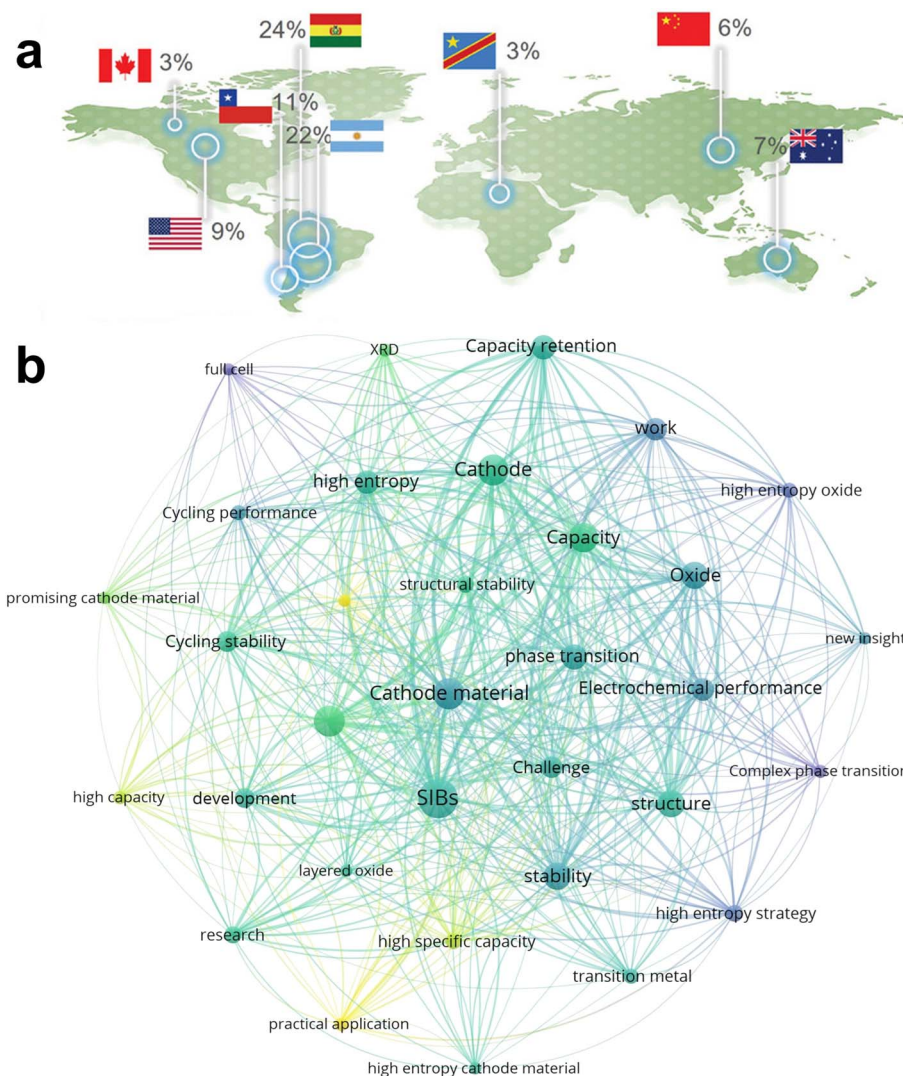 a
24%
3%
3%
6%
11%
22%
7%
9%
b
XRD
Capacity retention
full cell
work
Cathode
high entropy
high entropy oxide
Cycling performance
Capacity
Oxide
structural stability
promising cathode material
Cycling stability
new insight
phase transition
Cathode material
Electrochemical performance
Challenge
Complex phase transition
SIBs
high capacity
development
structure
layered oxide
stability
high entropy strategy
research
high specific capacity
transition metal
practical application
high entropy cathode material